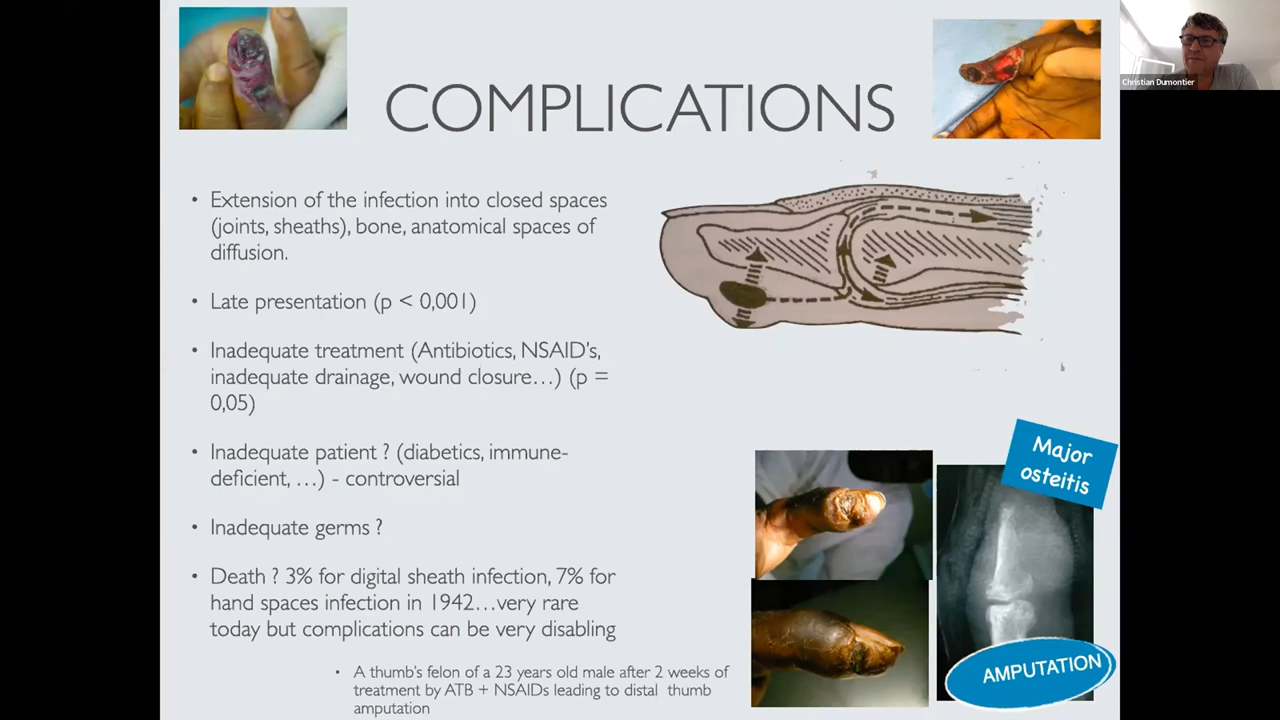 Christian Dumontier
COMPLICATIONS
• Extension of the infection into closed spaces
(joints, sheaths), bone, anatomical spaces of
diffusion.
• Late presentation (p < 0,001)
• Inadequate treatment (Antibiotics, NSAID's,
inadequate drainage, wound closure…) (p =
0,05)
• Inadequate patient ? (diabetics, immune-
deficient, …) - controversial
• Inadequate germs ?
• Death ? 3% for digital sheath infection, 7% for
hand spaces infection in 1942…very rare
today but complications can be very disabling
• A thumb's felon of a 23 years old male after 2 weeks of
treatment by ATB + NSAIDs leading to distal thumb
amputation
Major
osteitis
AMPUTATION